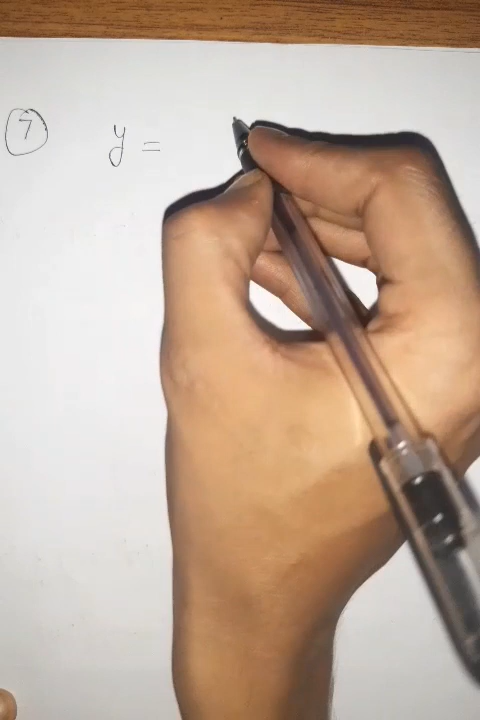 7 y =